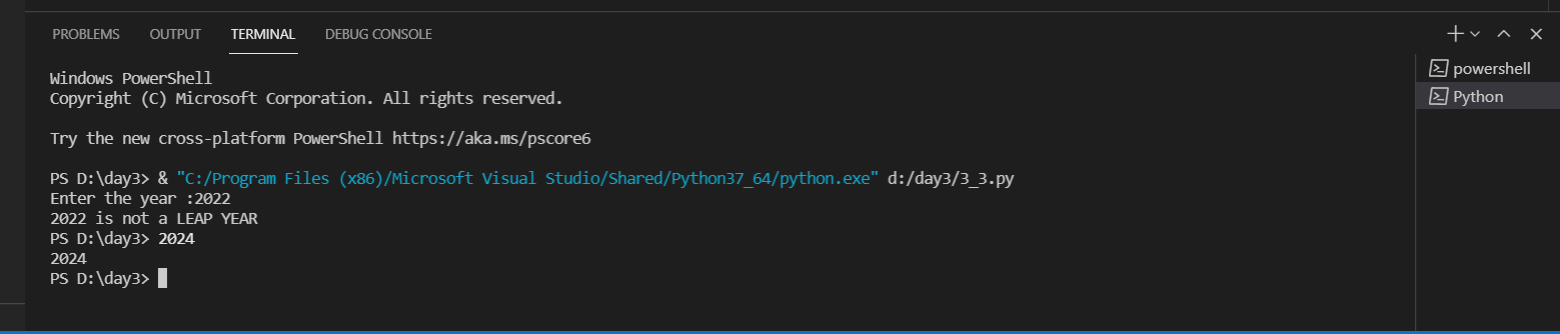 PROBLEMS OUTPUT TERMINAL DEBUG CONSOLE
Windows PowerShell
Copyright (C) Microsoft Corporation. All rights reserved.
Try the new cross-platform PowerShell https://aka.ms/pscore6
PS D:\day3> & "C:/Program Files (x86)/Microsoft Visual Studio/Shared/Python37_64/python.exe" d:/day3/3_3.py
Enter the year :2022
2022 is not a LEAP YEAR
PS D:\day3> 2024
2024
PS D:\day3>
powershell
Python